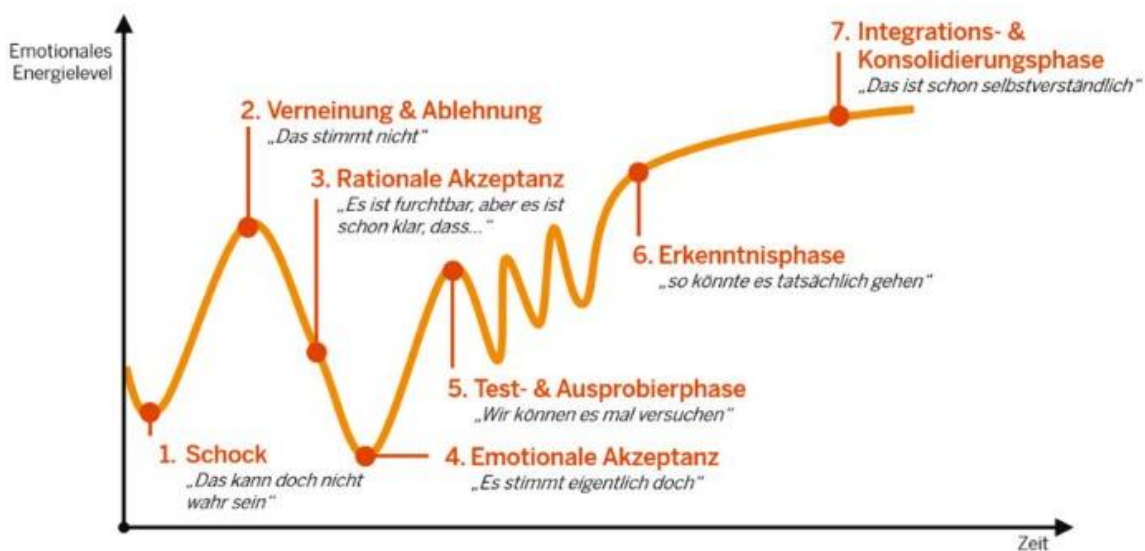 Emotionales
Energielevel
7. Integrations- &
Konsolidierungsphase
„Das ist schon selbstverständlich“
2. Verneinung & Ablehnung
„Das stimmt nicht“
3. Rationale Akzeptanz
„Es ist furchtbar, aber es ist
schon klar, dass...“
6. Erkenntnisphase
„so könnte es tatsächlich gehen“
5. Test- & Ausprobierphase
„Wir können es mal versuchen“
1. Schock
„Das kann doch nicht
wahr sein“
4. Emotionale Akzeptanz
„Es stimmt eigentlich doch“
Zeit